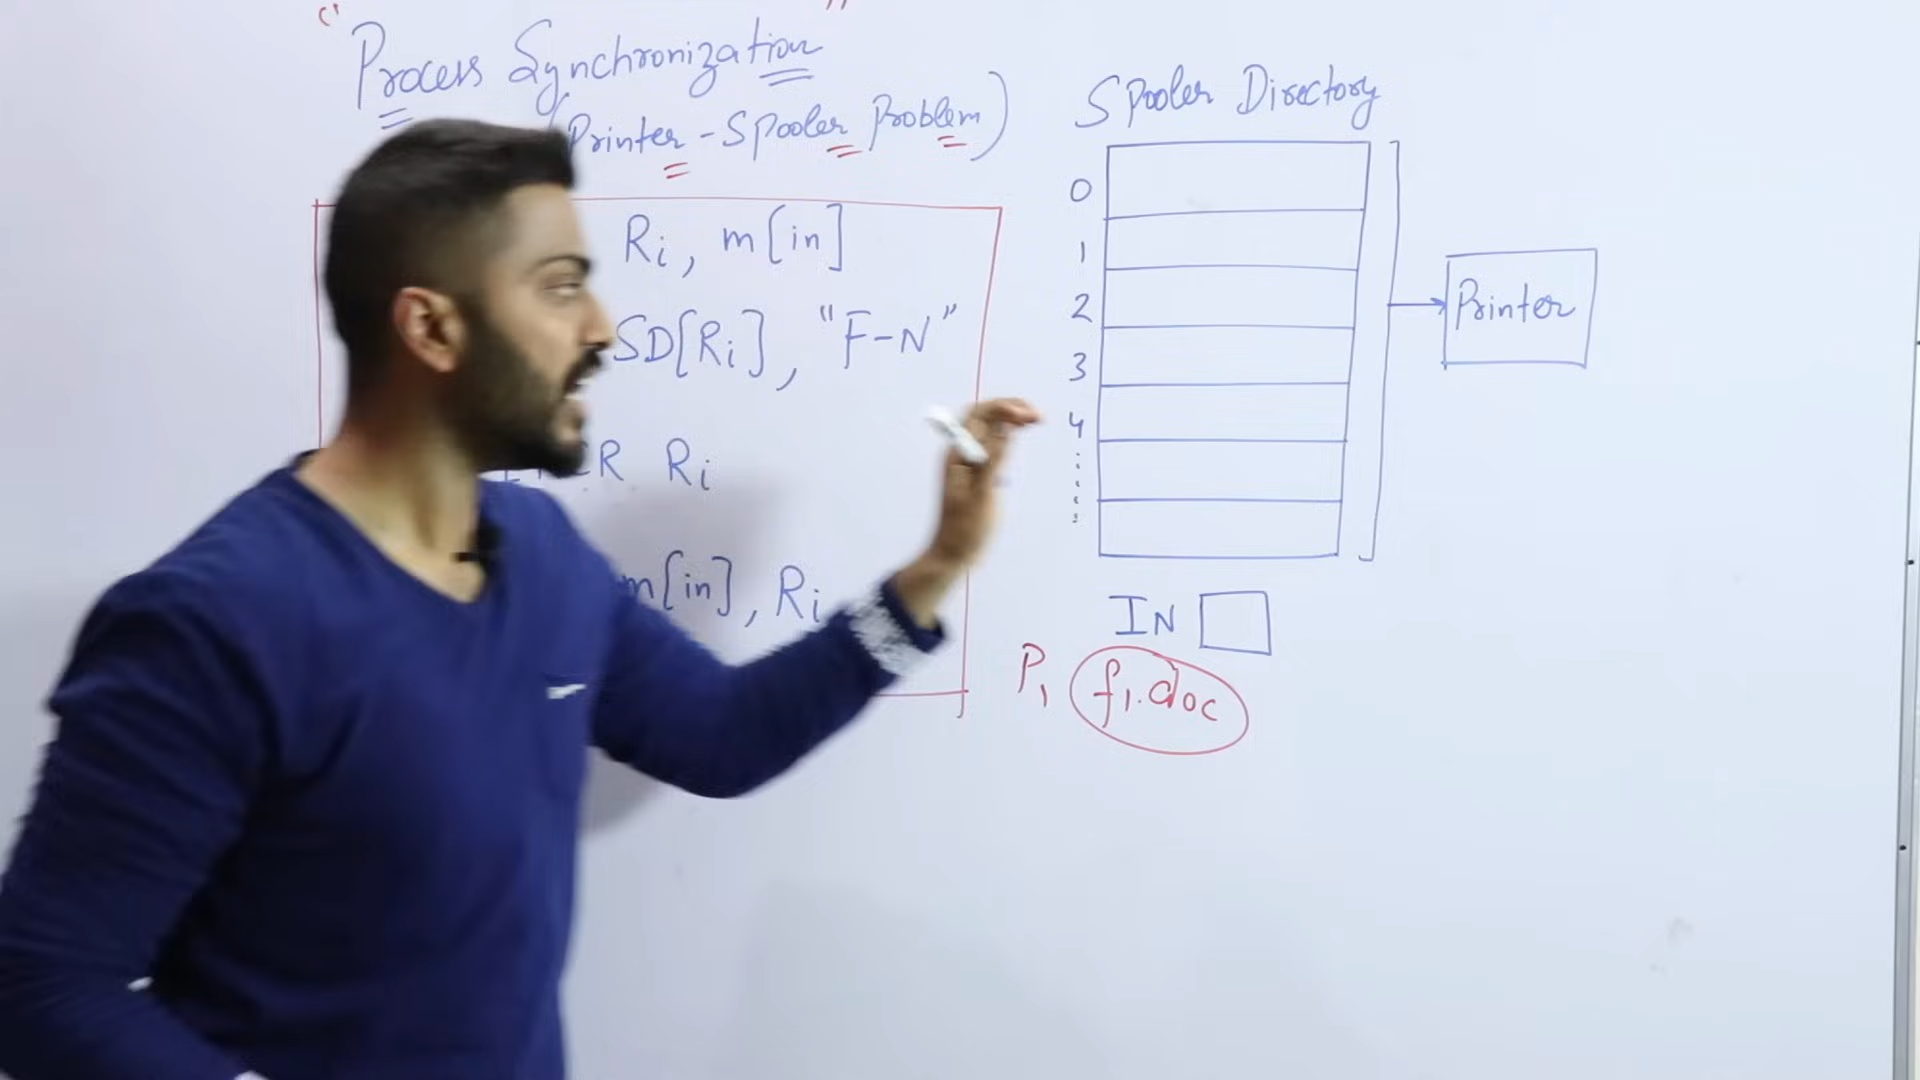 "Process Synchronization"
(Printer-Spooler Problem)
Ri, m[in]
SD[Ri], "F-N"
R Ri
m[in], Ri
Spooler Directory
0
1
2
3
4
Printer
IN
P1 f1.doc